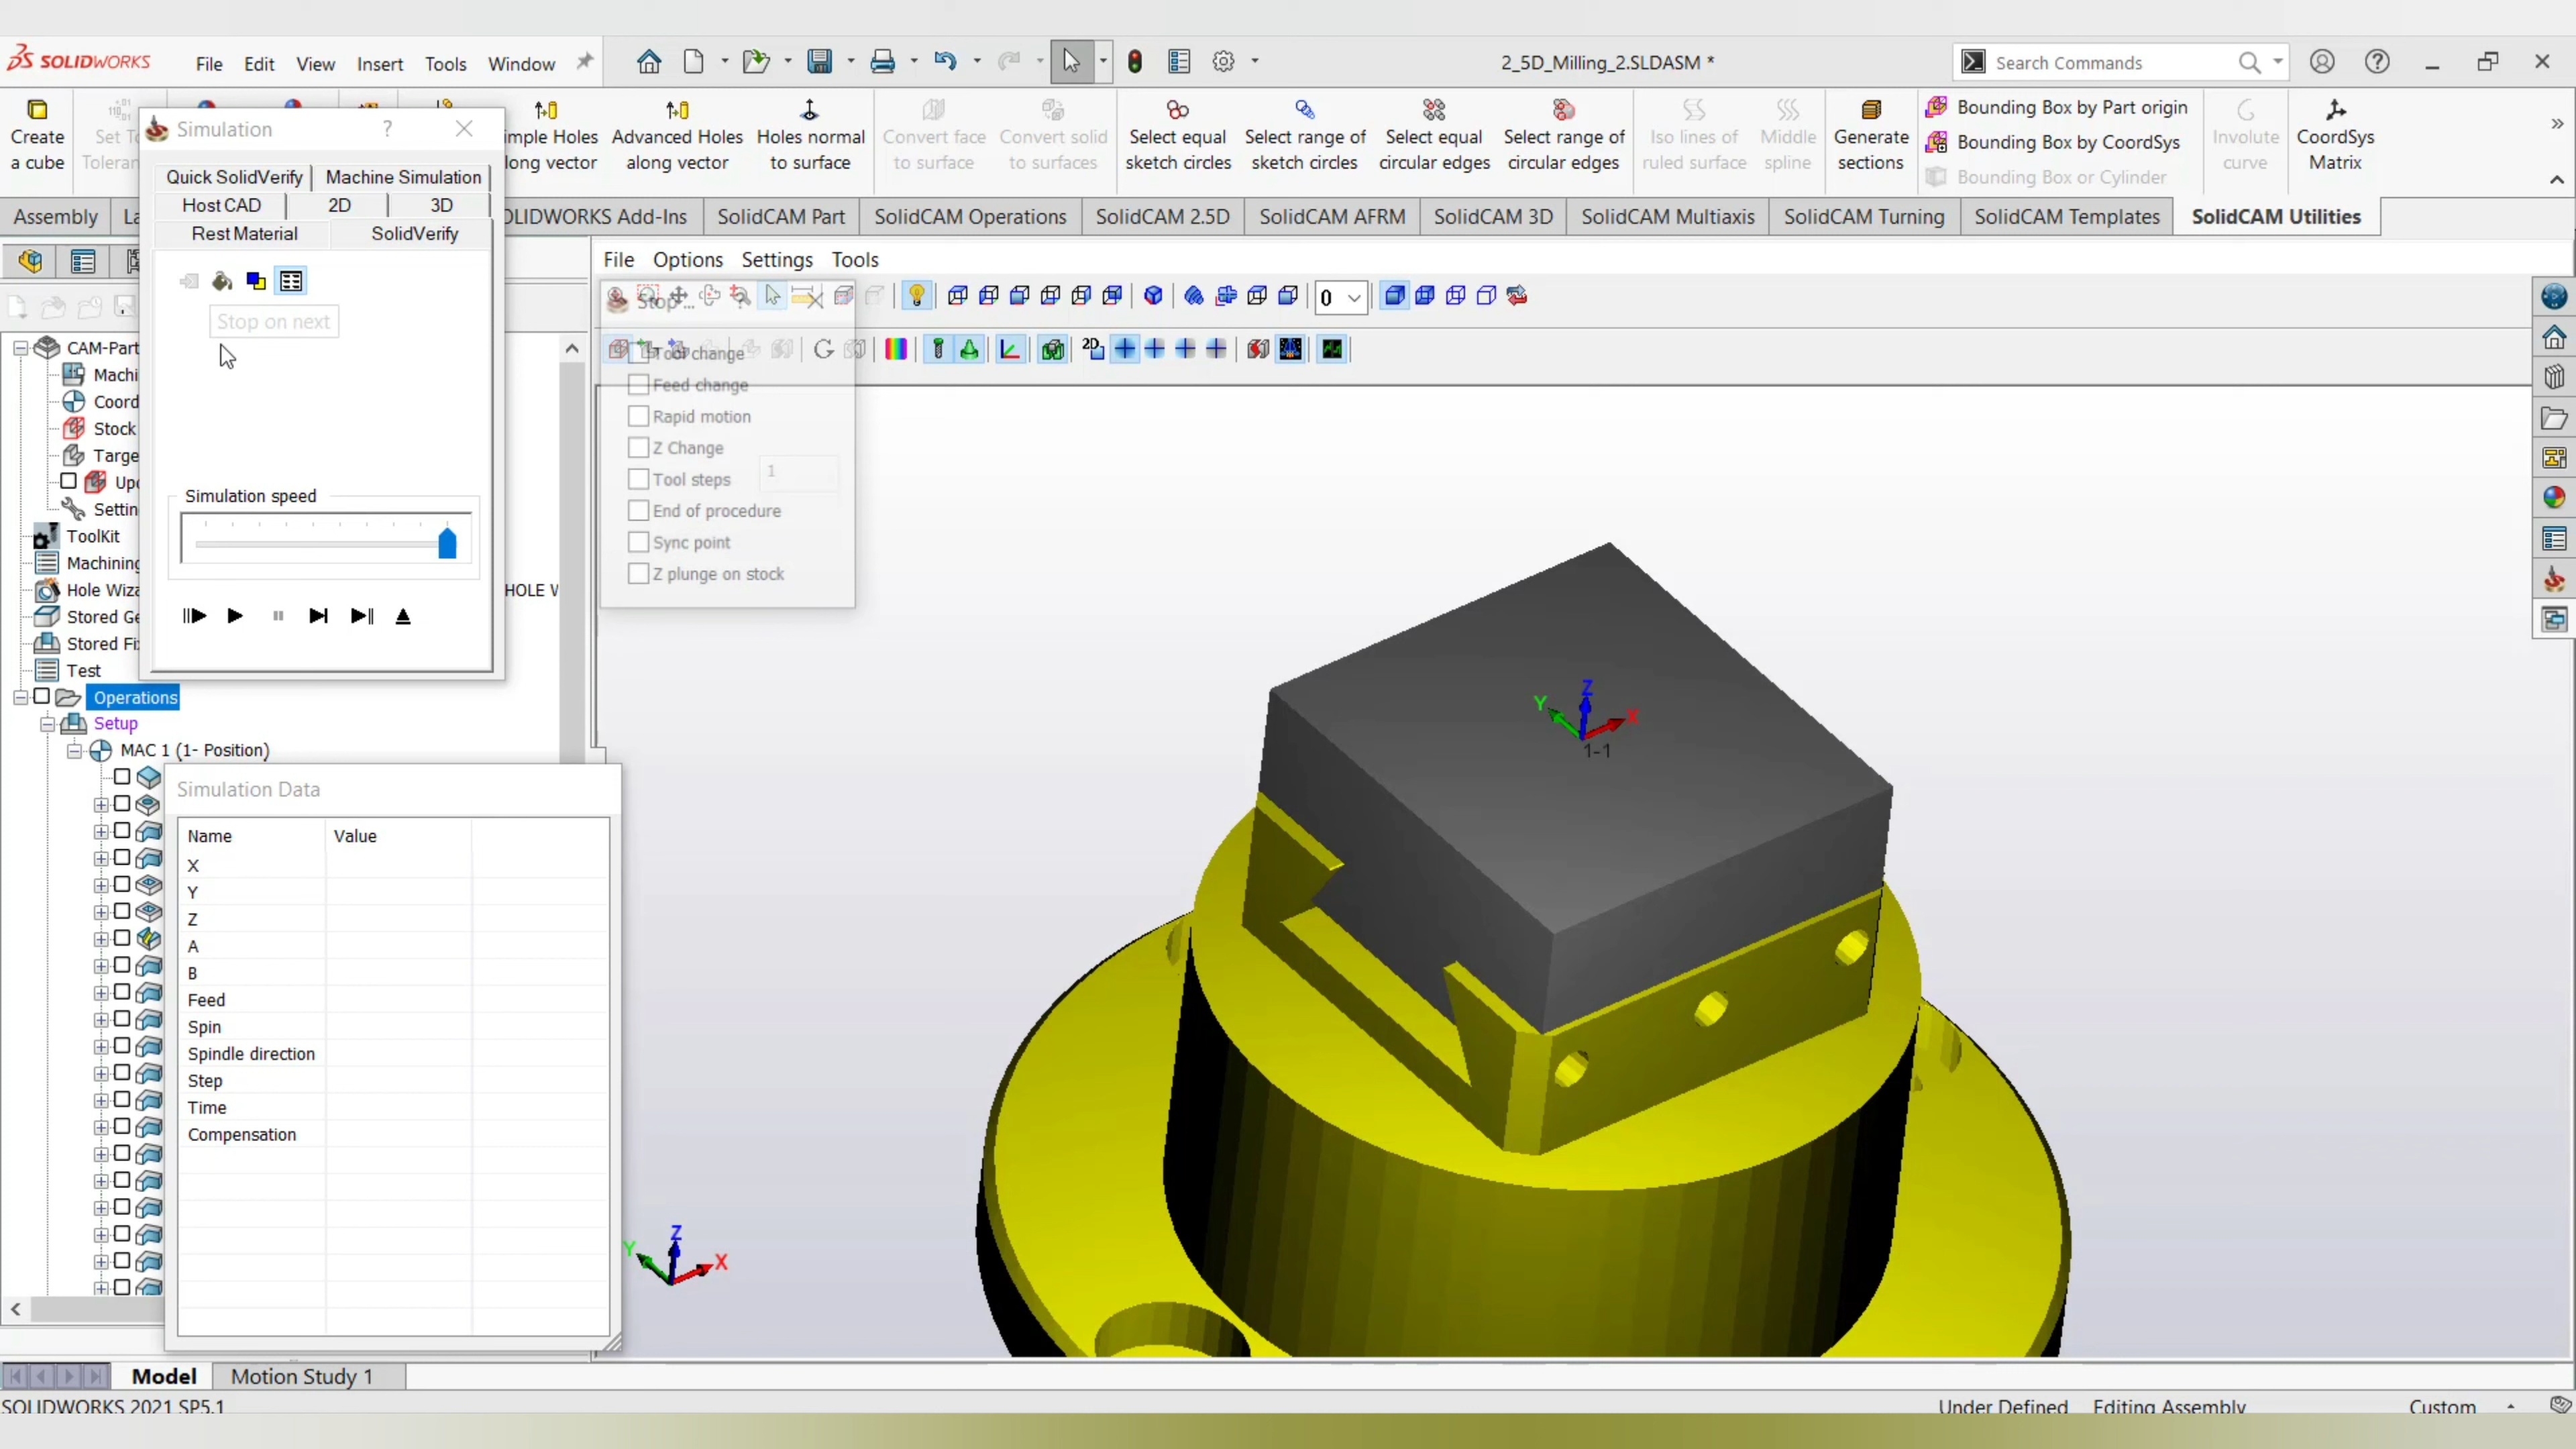 SOLIDWORKS File Edit View Insert Tools Window
2_5D_Milling_2.SLDASM *
Search Commands
Create a cube
Set
Simple Holes along vector
Advanced Holes along vector
Holes normal to surface
Convert face to surface
Convert solid to surfaces
Select equal sketch circles
Select range of sketch circles
Select equal circular edges
Select range of circular edges
Iso lines of ruled surface
Middle spline
Generate sections
Bounding Box by Part origin
Bounding Box by CoordSys
Bounding Box or Cylinder
Involute curve
CoordSys Matrix
Assembly
SOLIDWORKS Add-Ins
SolidCAM Part
SolidCAM Operations
SolidCAM 2.5D
SolidCAM AFRM
SolidCAM 3D
SolidCAM Multiaxis
SolidCAM Turning
SolidCAM Templates
SolidCAM Utilities
Simulation
?
Quick SolidVerify
Machine Simulation
Host CAD
2D
3D
Rest Material
SolidVerify
Stop on next
Simulation speed
File Options Settings Tools
Stop...
0
2D
Tool change
Feed change
Rapid motion
Z Change
Tool steps
1
End of procedure
Sync point
Z plunge on stock
CAM-Part
Machi
Coord
Stock
Targe
Setting
ToolKit
Machining
Hole Wiza
HOLE W
Stored Ge
Stored Fi
Test
Operations
Setup
MAC 1 (1- Position)
Simulation Data
Name Value
X
Y
Z
A
B
Feed
Spin
Spindle direction
Step
Time
Compensation
Z
Y
X
1-1
Z
Y
X
Model
Motion Study 1
SOLIDWORKS 2021 SP5.1
Under Defined
Editing Assembly
Custom